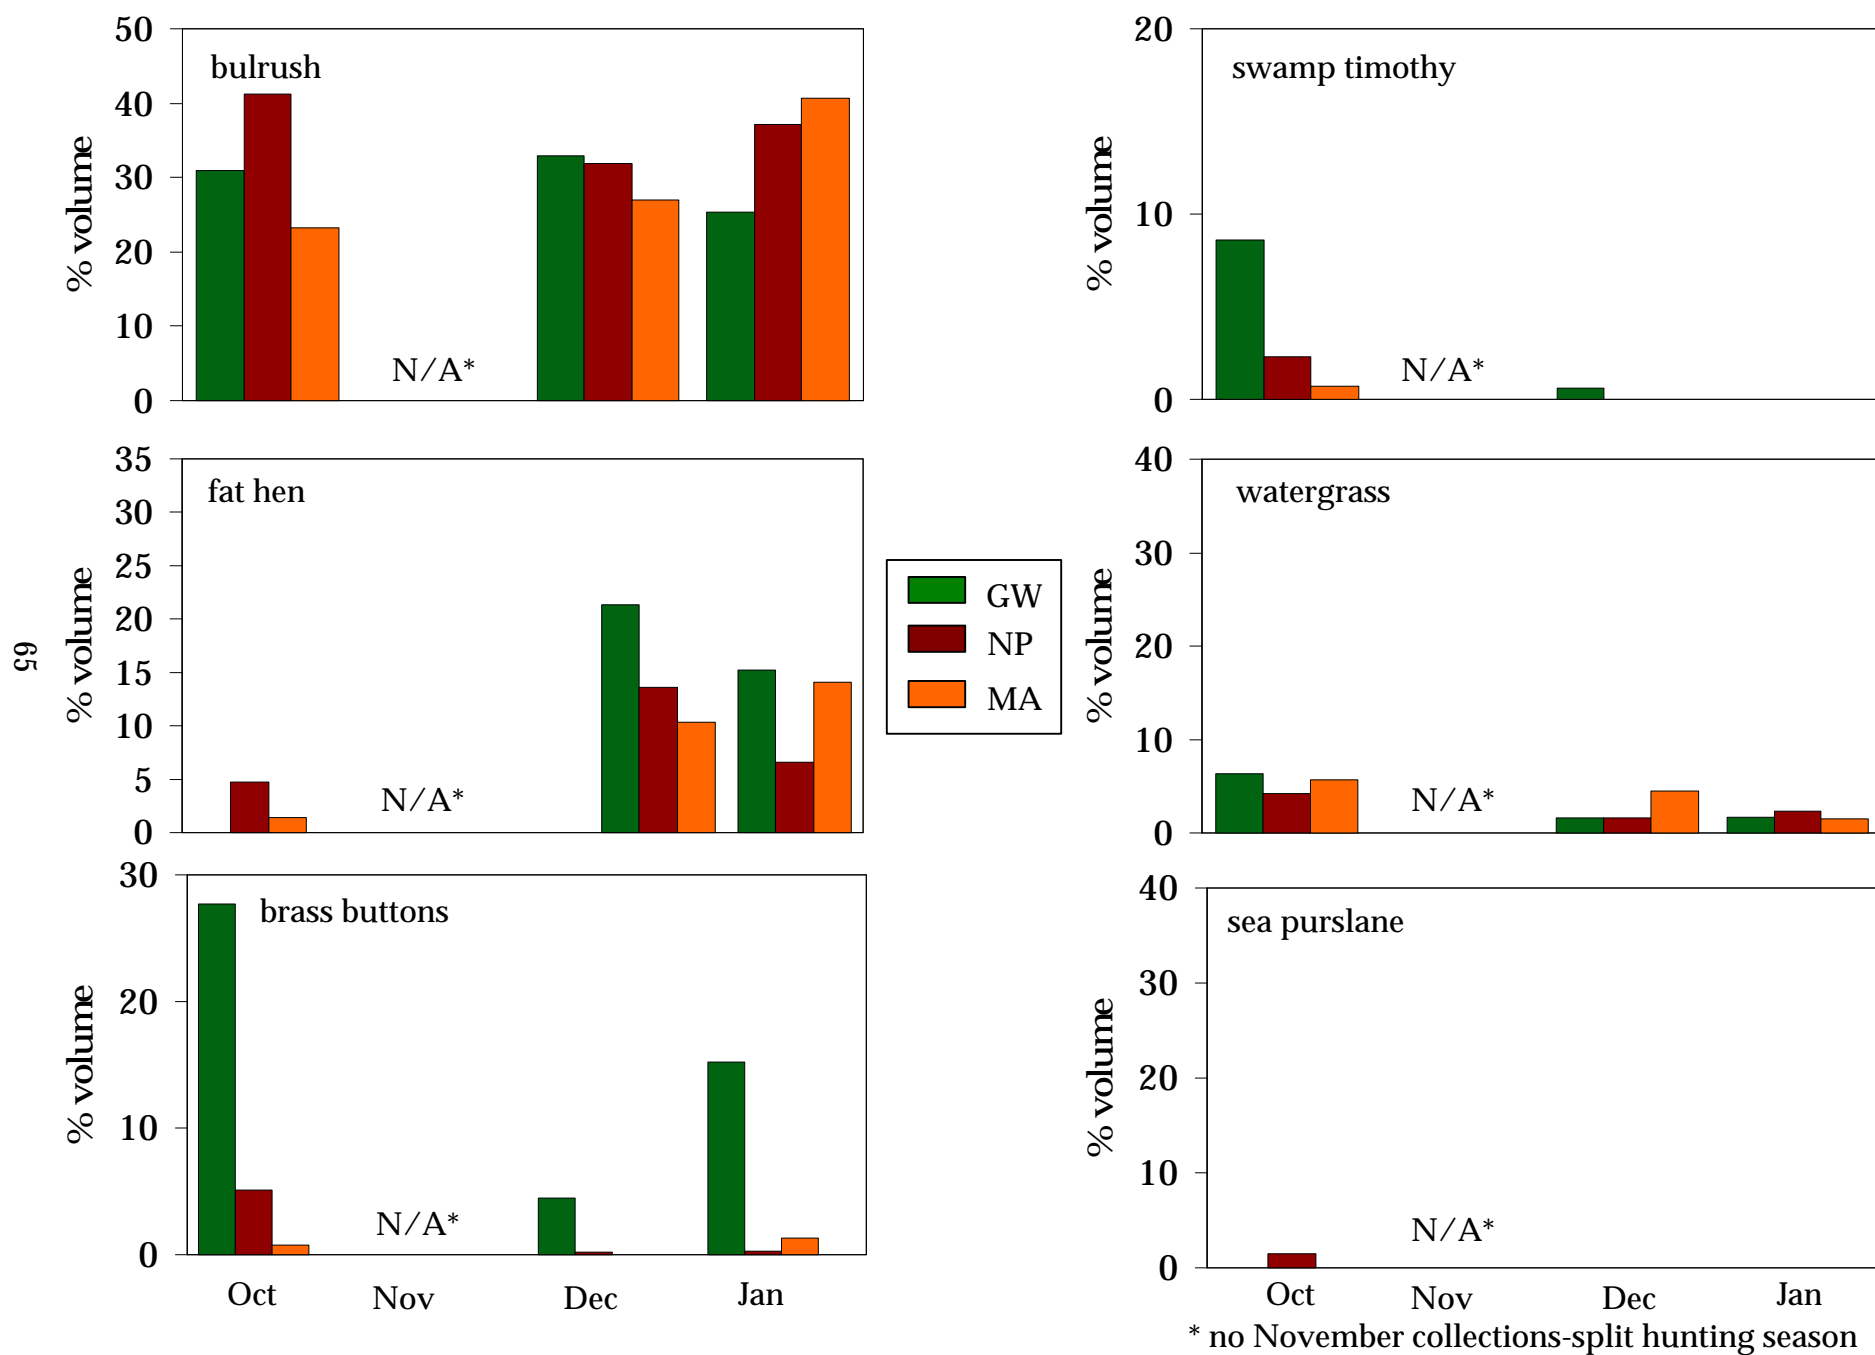 bulrush
% volume
50
40
30
20
10
0
N/A*
swamp timothy
% volume
20
10
0
N/A*
fat hen
% volume
35
30
25
20
15
10
5
0
N/A*
GW
NP
MA
watergrass
% volume
40
30
20
10
0
N/A*
65
brass buttons
% volume
30
20
10
0
N/A*
Oct
Nov
Dec
Jan
sea purslane
% volume
40
30
20
10
0
N/A*
Oct
Nov
Dec
Jan
* no November collections-split hunting season